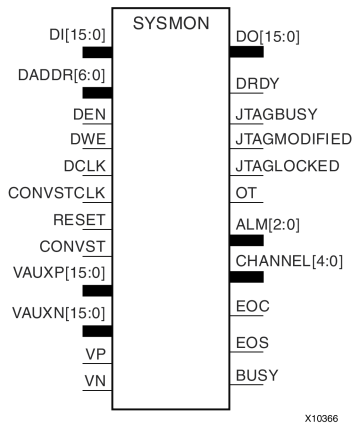 SYSMON
DI[15:0]
DADDR[6:0]
DEN
DWE
DCLK
CONVSTCLK
RESET
CONVST
VAUXP[15:0]
VAUXN[15:0]
VP
VN
DO[15:0]
DRDY
JTAGBUSY
JTAGMODIFIED
JTAGLOCKED
OT
ALM[2:0]
CHANNEL[4:0]
EOC
EOS
BUSY
X10366